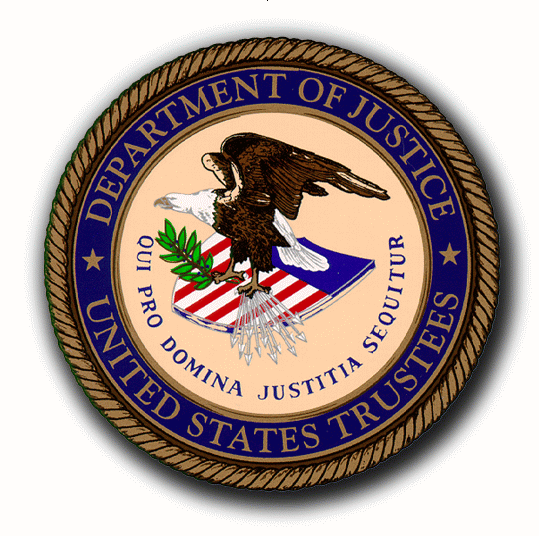 DEPARTMENT OF JUSTICE
QUI PRO DOMINA JUSTITIA SEQUITUR
UNITED STATES TRUSTEES